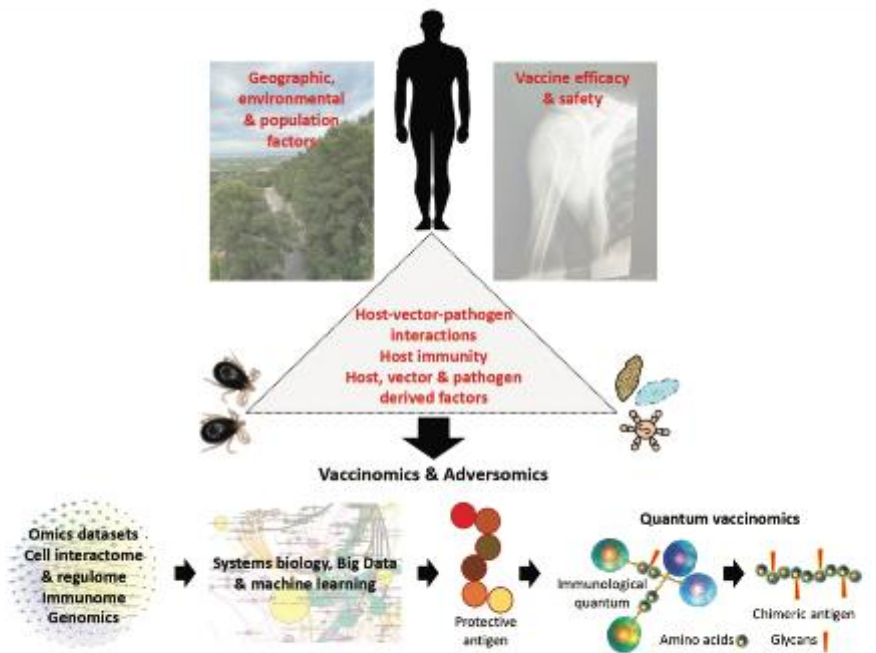 Geographic,
environmental
& population
factors
Vaccine efficacy
& safety
Host-vector-pathogen
interactions
Host immunity
Host, vector & pathogen
derived factors
Vaccinomics & Adversomics
Omics datasets
Cell interactome
& regulome
Immunome
Genomics
Systems biology, Big Data
& machine learning
Protective
antigen
Quantum vaccinomics
Immunological
quantum
Amino acids
Glycans
Chimeric antigen